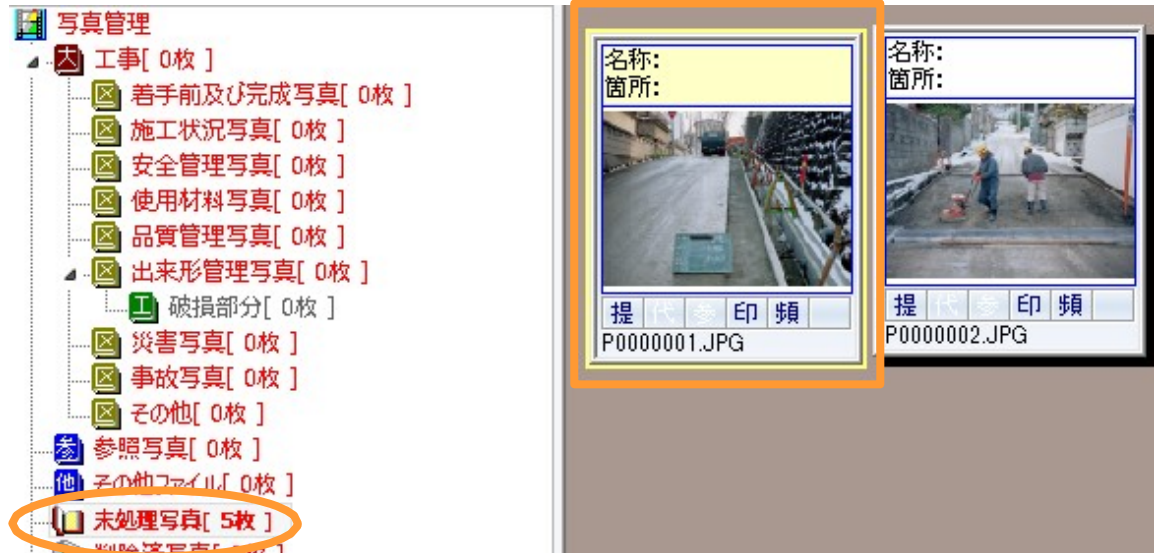 写真管理
大 工事[ 0枚 ]
着手前及び完成写真[ 0枚 ]
施工状況写真[ 0枚 ]
安全管理写真[ 0枚 ]
使用材料写真[ 0枚 ]
品質管理写真[ 0枚 ]
出来形管理写真[ 0枚 ]
工 破損部分[ 0枚 ]
災害写真[ 0枚 ]
事故写真[ 0枚 ]
その他[ 0枚 ]
参 参照写真[ 0枚 ]
他 その他ファイル[ 0枚 ]
未処理写真[ 5枚 ]
名称:
箇所:
提 代 参 印 頻
P0000001.JPG
名称:
箇所:
提 代 参 印 頻
P0000002.JPG